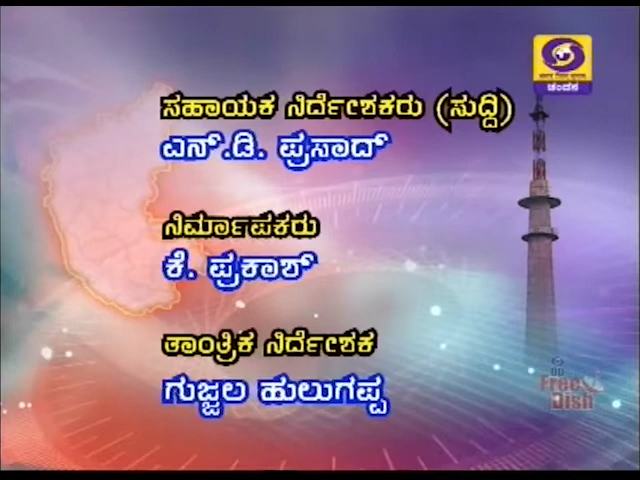 ಚಂದನ
ಸಹಾಯಕ ನಿರ್ದೇಶಕರು (ಸುದ್ದಿ)
ಎನ್.ಡಿ. ಪ್ರಸಾದ್
ನಿರ್ಮಾಪಕರು
ಕೆ. ಪ್ರಕಾಶ್
ತಾಂತ್ರಿಕ ನಿರ್ದೇಶಕ
ಗುಜ್ಜಲ ಹುಲುಗಪ್ಪ
DD
Free
Dish